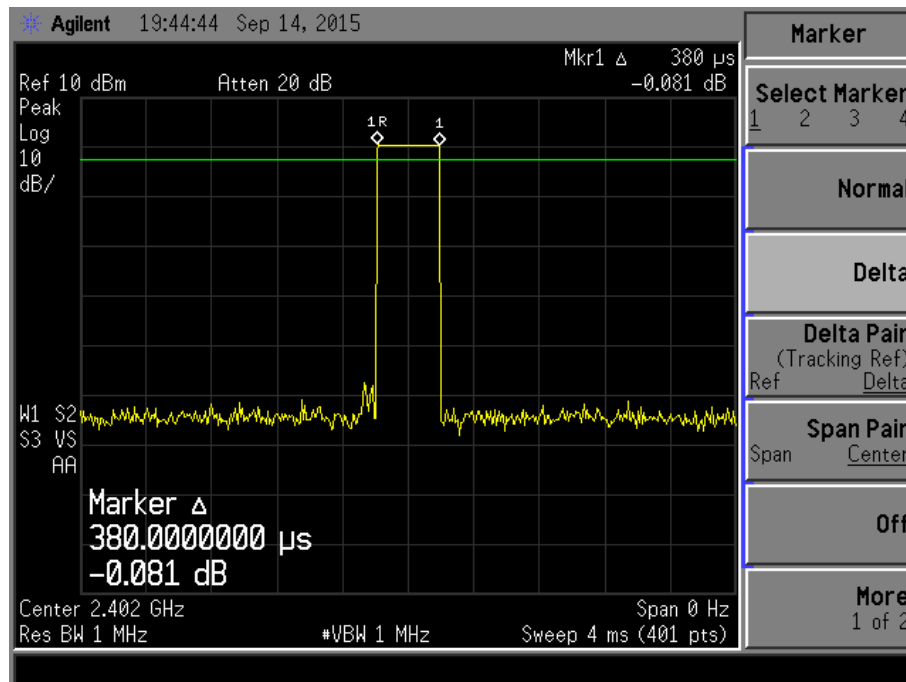 Agilent 19:44:44 Sep 14, 2015
Marker
Mkr1 Δ 380 µs
Ref 10 dBm Atten 20 dB -0.081 dB
Peak
Log
10
dB/
1R 1
W1 S2
S3 VS
AA
Marker Δ
380.0000000 µs
-0.081 dB
Center 2.402 GHz Span 0 Hz
Res BW 1 MHz #VBW 1 MHz Sweep 4 ms (401 pts)
Select Marker
1 2 3 4
Normal
Delta
Delta Pair
(Tracking Ref)
Ref Delta
Span Pair
Span Center
Off
More
1 of 2